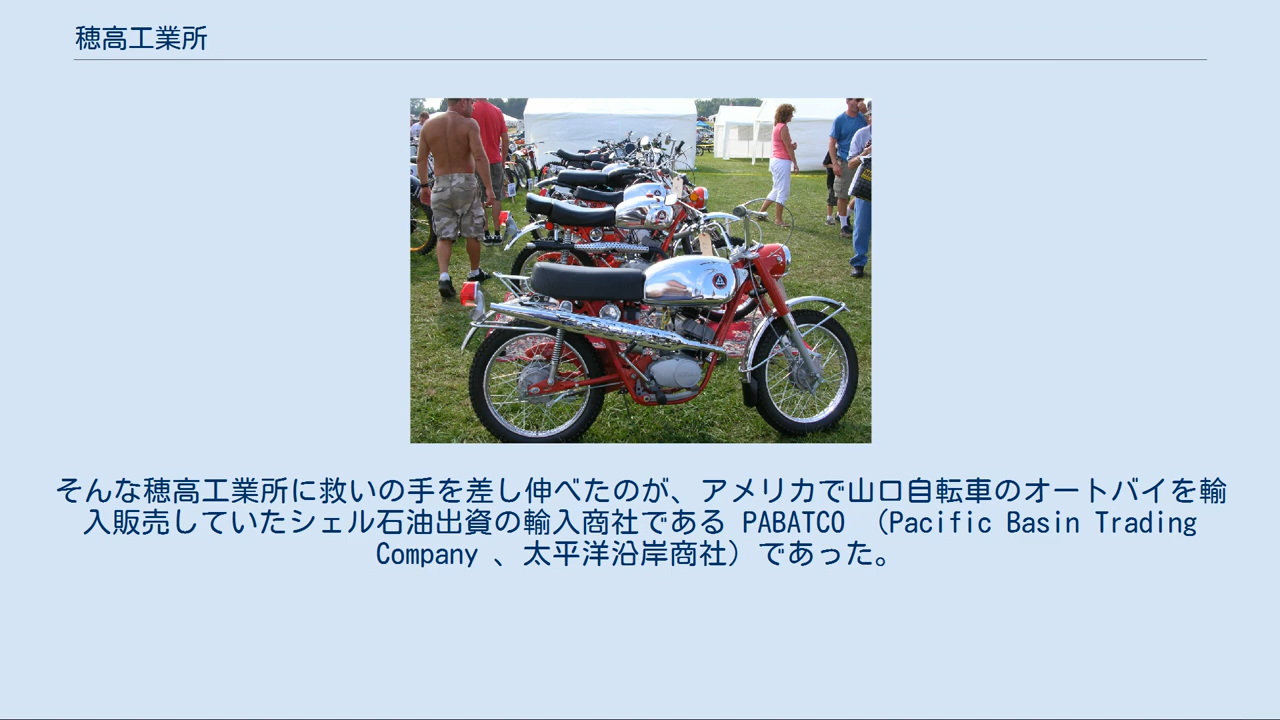 穂高工業所
そんな穂高工業所に救いの手を差し伸べたのが、アメリカで山口自転車のオートバイを輸
入販売していたシェル石油出資の輸入商社である PABATCO （Pacific Basin Trading
Company 、太平洋沿岸商社）であった。